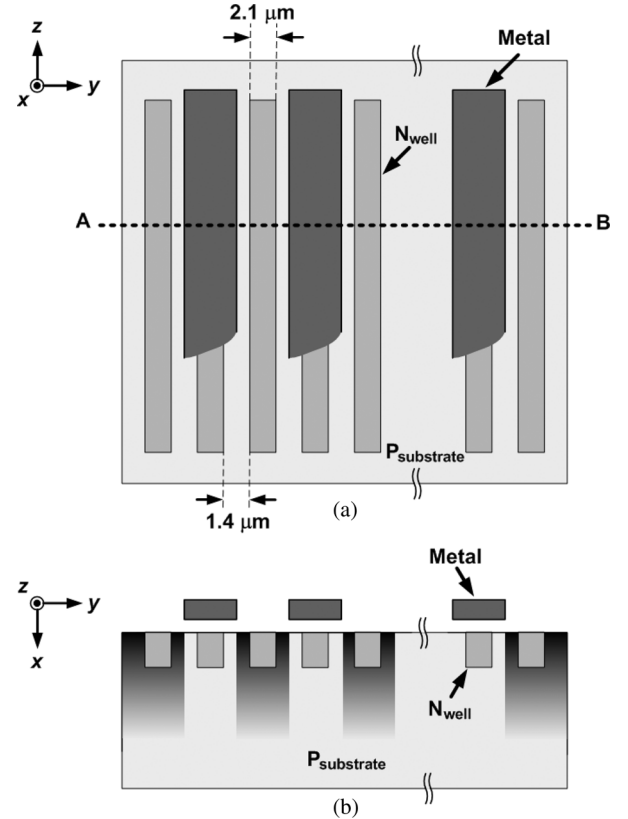 2.1 μm
Metal
z
y
x
Nwell
A
B
Psubstrate
1.4 μm
(a)
Metal
z
y
x
Nwell
Psubstrate
(b)